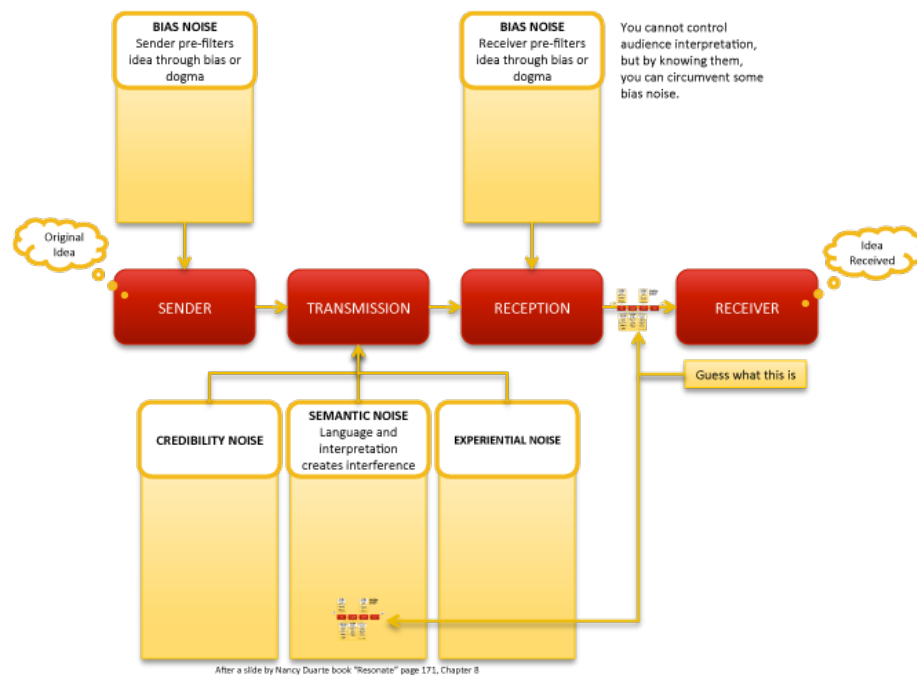 BIAS NOISE
Sender pre-filters
idea through bias or
dogma
BIAS NOISE
Receiver pre-filters
idea through bias or
dogma
You cannot control
audience interpretation,
but by knowing them,
you can circumvent some
bias noise.
Original
Idea
Idea
Received
SENDER
TRANSMISSION
RECEPTION
RECEIVER
Guess what this is
CREDIBILITY NOISE
SEMANTIC NOISE
Language and
interpretation
creates interference
EXPERIENTIAL NOISE
After a slide by Nancy Duarte book "Resonate" page 171, Chapter 8